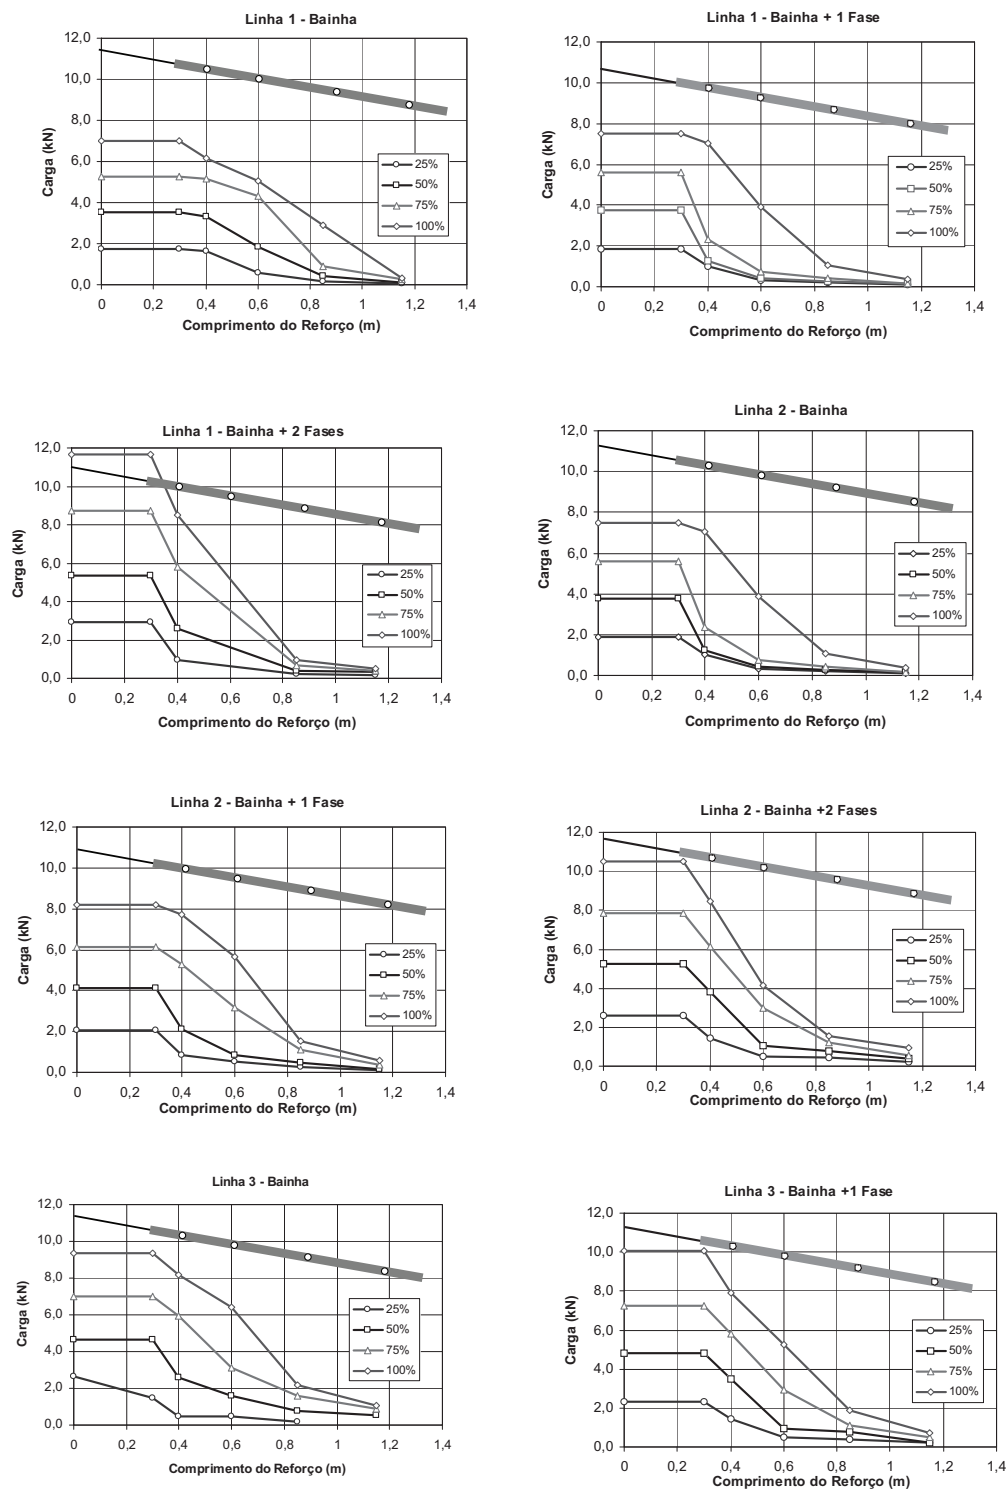 Linha 1 - Bainha
12,0
10,0
8,0
6,0
4,0
2,0
0,0
Carga (kN)
25%
50%
75%
100%
0 0,2 0,4 0,6 0,8 1 1,2 1,4
Comprimento do Reforço (m)
Linha 1 - Bainha + 1 Fase
12,0
10,0
8,0
6,0
4,0
2,0
0,0
Carga (kN)
25%
50%
75%
100%
0 0,2 0,4 0,6 0,8 1 1,2 1,4
Comprimento do Reforço (m)
Linha 1 - Bainha + 2 Fases
12,0
10,0
8,0
6,0
4,0
2,0
0,0
Carga (kN)
25%
50%
75%
100%
0 0,2 0,4 0,6 0,8 1 1,2 1,4
Comprimento do Reforço (m)
Linha 2 - Bainha
12,0
10,0
8,0
6,0
4,0
2,0
0,0
Carga (kN)
25%
50%
75%
100%
0 0,2 0,4 0,6 0,8 1 1,2 1,4
Comprimento do Reforço (m)
Linha 2 - Bainha + 1 Fase
12,0
10,0
8,0
6,0
4,0
2,0
0,0
Carga (kN)
25%
50%
75%
100%
0 0,2 0,4 0,6 0,8 1 1,2 1,4
Comprimento do Reforço (m)
Linha 2 - Bainha +2 Fases
12,0
10,0
8,0
6,0
4,0
2,0
0,0
Carga (kN)
25%
50%
75%
100%
0 0,2 0,4 0,6 0,8 1 1,2 1,4
Comprimento do Reforço (m)
Linha 3 - Bainha
12,0
10,0
8,0
6,0
4,0
2,0
0,0
Carga (kN)
25%
50%
75%
100%
0 0,2 0,4 0,6 0,8 1 1,2 1,4
Comprimento do Reforço (m)
Linha 3 - Bainha +1 Fase
12,0
10,0
8,0
6,0
4,0
2,0
0,0
Carga (kN)
25%
50%
75%
100%
0 0,2 0,4 0,6 0,8 1 1,2 1,4
Comprimento do Reforço (m)